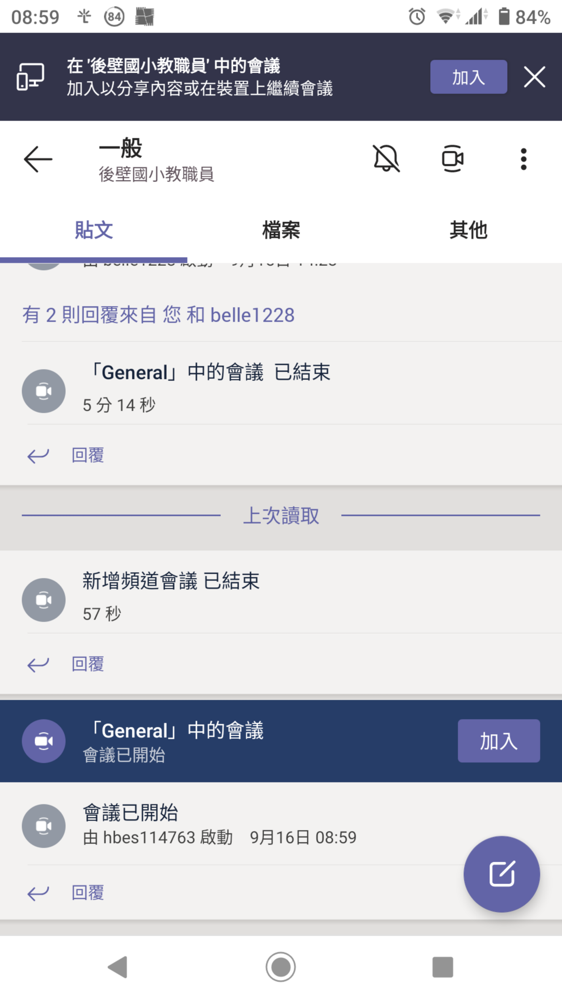 08:59
84
84%
在 '後壁國小教職員' 中的會議
加入以分享內容或在裝置上繼續會議
加入
一般
後壁國小教職員
貼文
檔案
其他
有 2 則回覆來自 您 和 belle1228
「General」中的會議 已結束
5 分 14 秒
回覆
上次讀取
新增頻道會議 已結束
57 秒
回覆
「General」中的會議
會議已開始
加入
會議已開始
由 hbes114763 啟動 9月16日 08:59
回覆